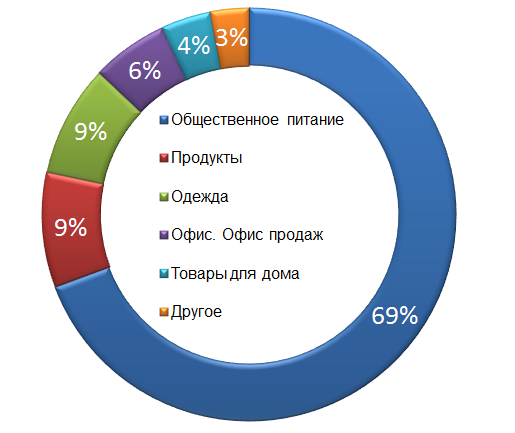 3%
4%
6%
9%
9%
69%
Общественное питание
Продукты
Одежда
Офис. Офис продаж
Товары для дома
Другое